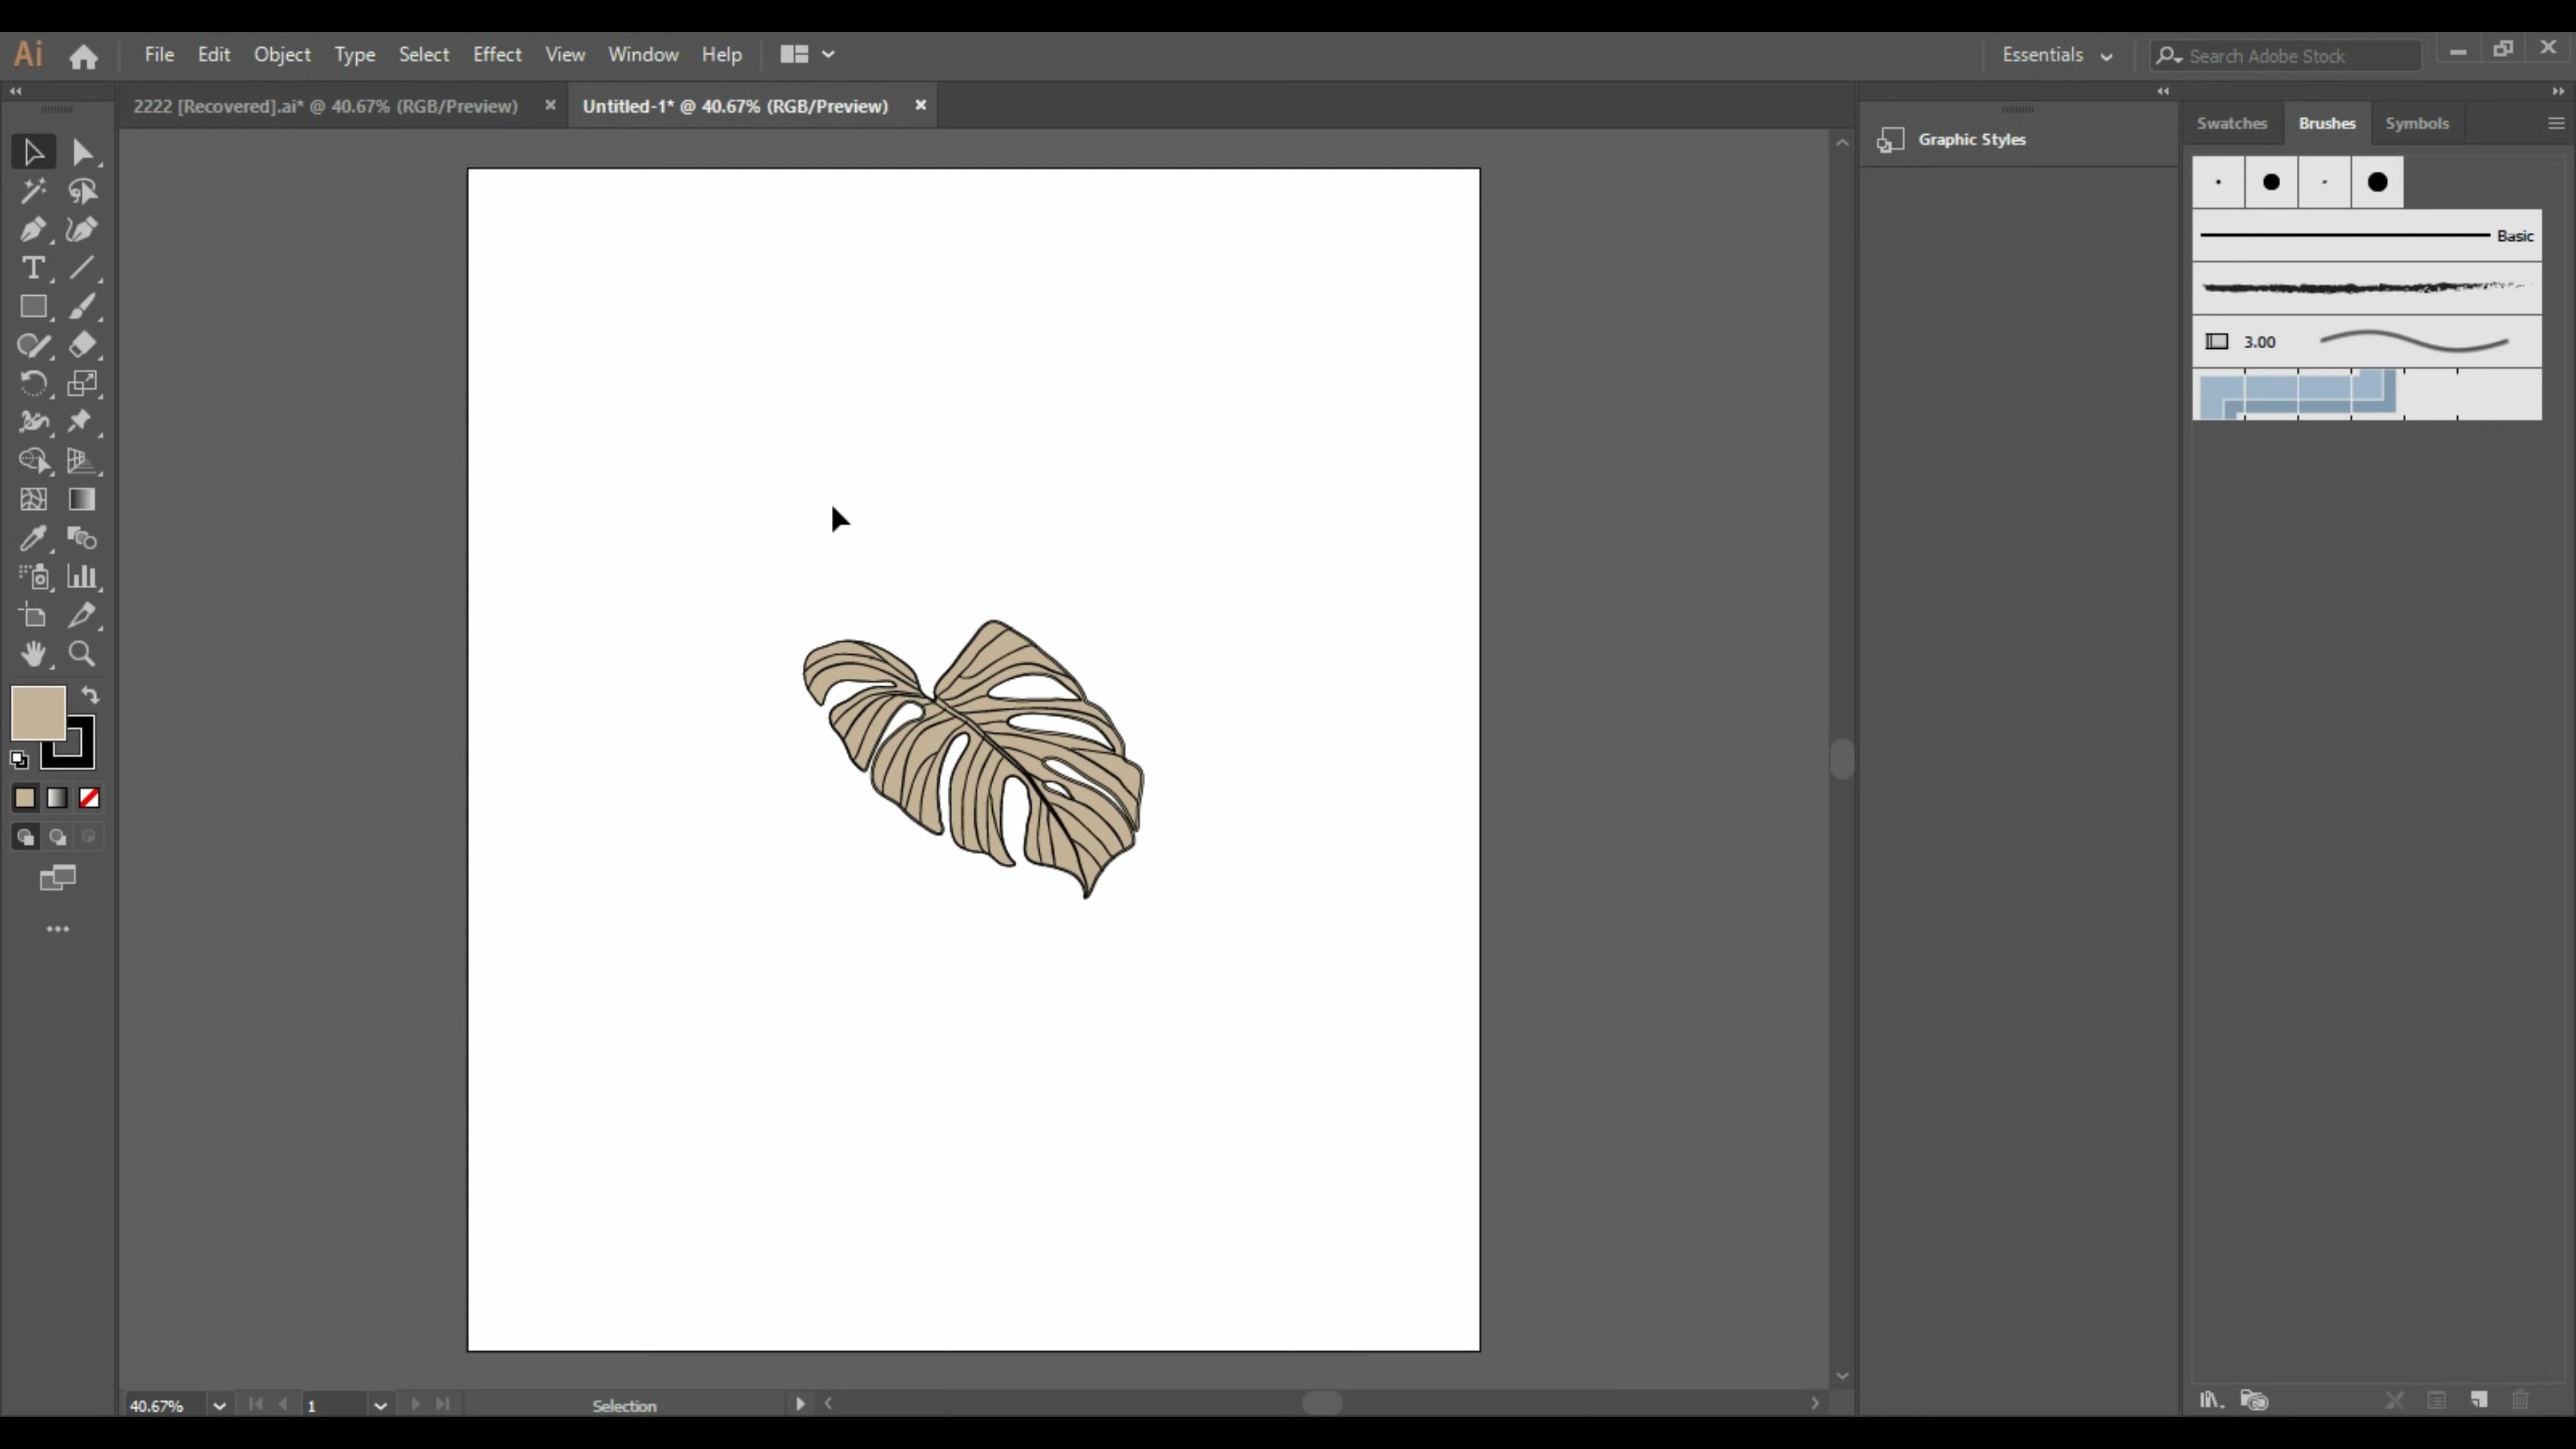 Ai File Edit Object Type Select Effect View Window Help Essentials Search Adobe Stock
2222 [Recovered].ai* @ 40.67% (RGB/Preview) × Untitled-1* @ 40.67% (RGB/Preview) ×
Graphic Styles
Swatches Brushes Symbols
Basic
3.00
40.67% 1 Selection